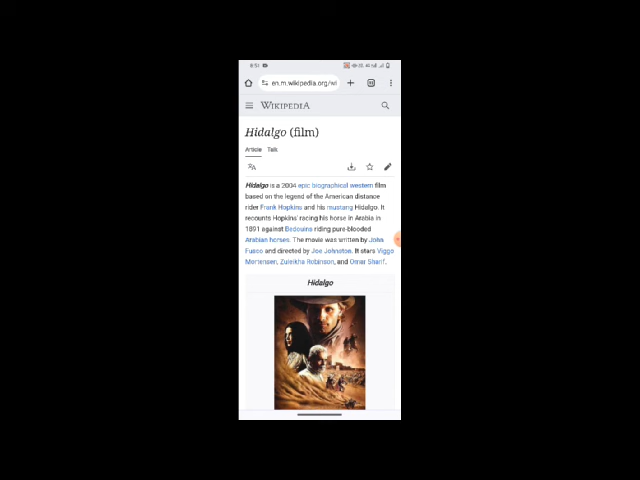 8:51
en.m.wikipedia.org/wi
WIKIPEDIA
Hidalgo (film)
Article Talk
Hidalgo is a 2004 epic biographical western film
based on the legend of the American distance
rider Frank Hopkins and his mustang Hidalgo. It
recounts Hopkins' racing his horse in Arabia in
1891 against Bedouins riding pure-blooded
Arabian horses. The movie was written by John
Fusco and directed by Joe Johnston. It stars Viggo
Mortensen, Zuleikha Robinson, and Omar Sharif.
Hidalgo